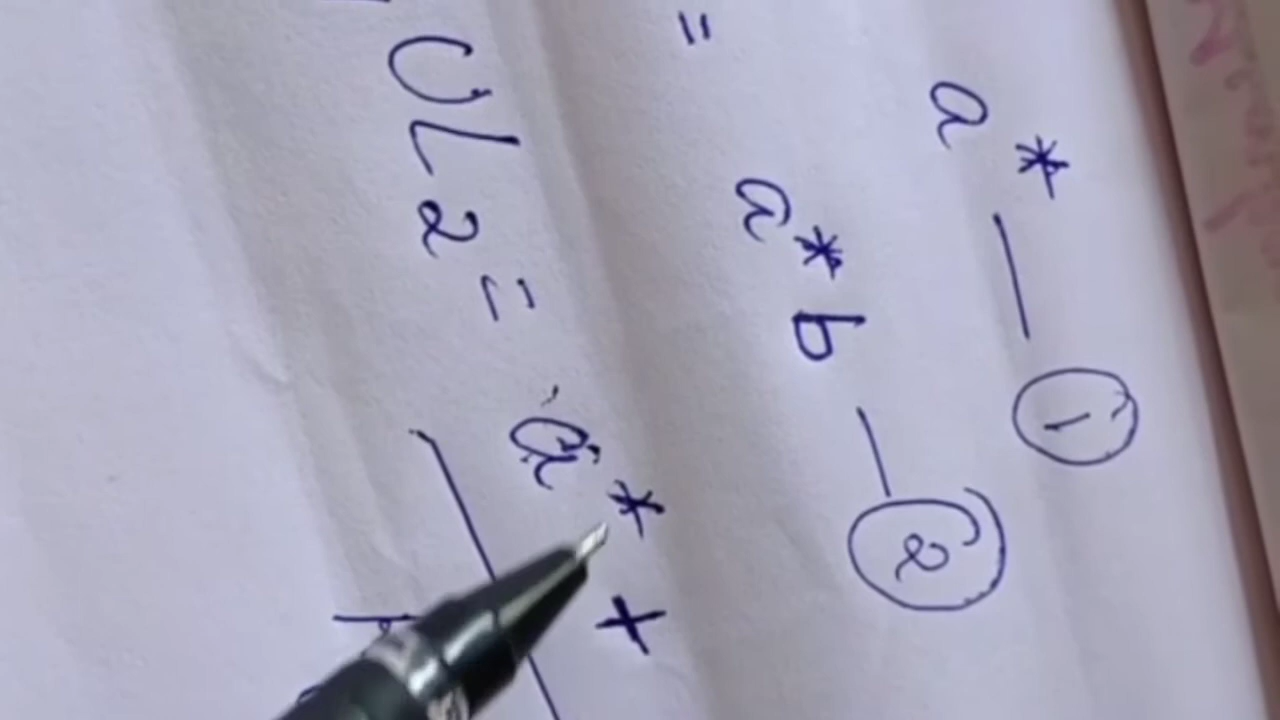 a* — ①
= a*b — ②
UL2 = a* +